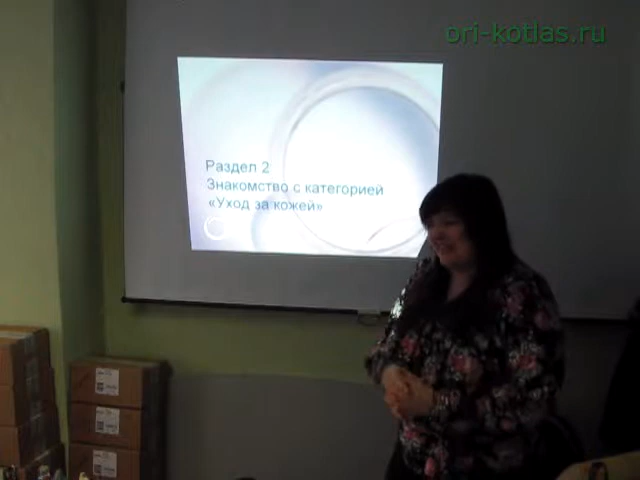 ori-kotlas.ru
Раздел 2
Знакомство с категорией
«Уход за кожей»